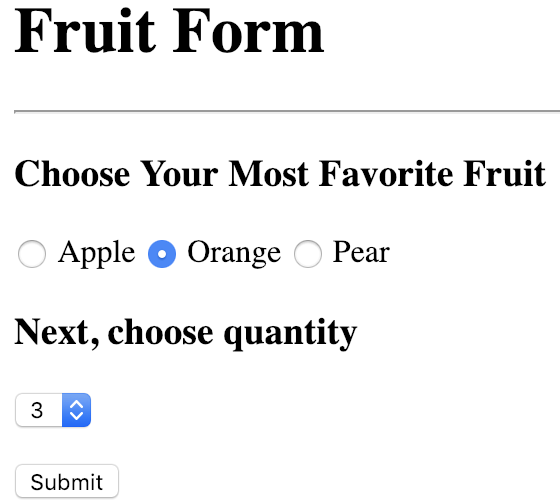 Fruit Form
Choose Your Most Favorite Fruit
Apple Orange Pear
Next, choose quantity
3
Submit